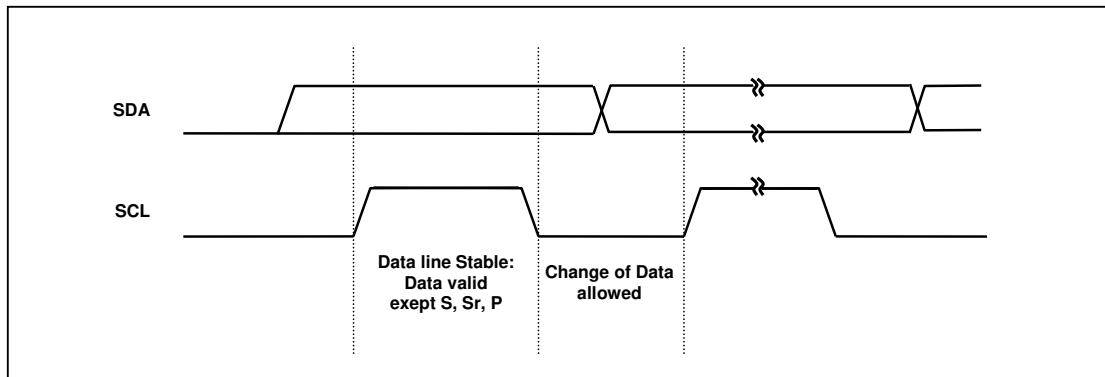 SDA
SCL
Data line Stable:
Data valid
exept S, Sr, P
Change of Data
allowed